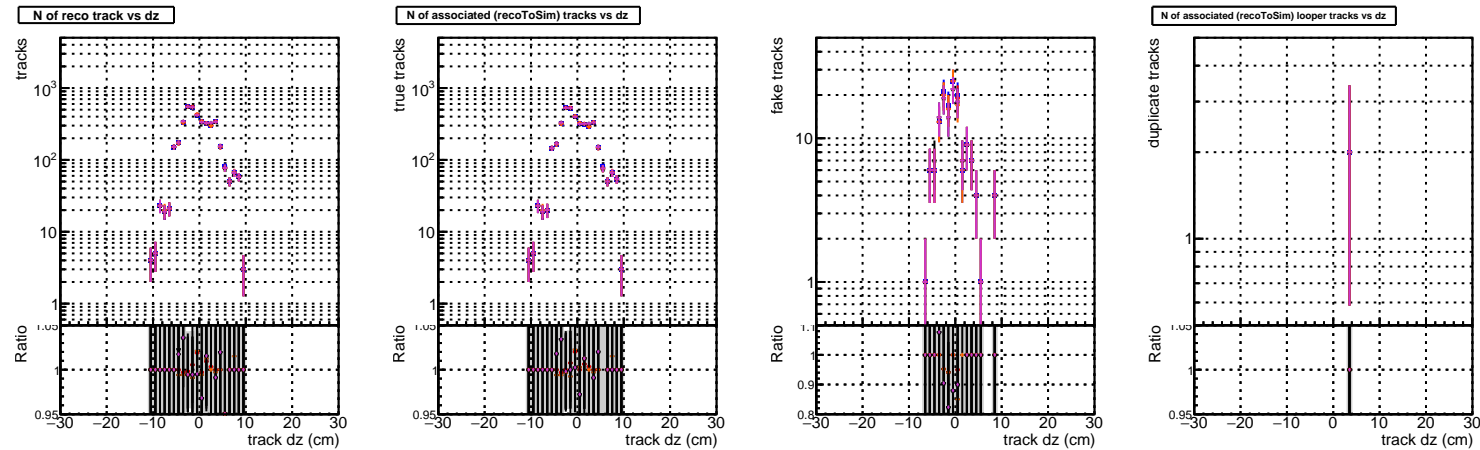 N of reco track vs dz
tracks
10³
10²
10
1
Ratio
1.05
1
0.95
−30 −20 −10 0 10 20 30
track dz (cm)
N of associated (recoToSim) tracks vs dz
true tracks
10³
10²
10
1
Ratio
1.05
1
0.95
−30 −20 −10 0 10 20 30
track dz (cm)
fake tracks
10
1
Ratio
1.1
1
0.9
0.8
−30 −20 −10 0 10 20 30
track dz (cm)
N of associated (recoToSim) looper tracks vs dz
duplicate tracks
1
Ratio
1.05
1
0.95
−30 −20 −10 0 10 20 30
track dz (cm)